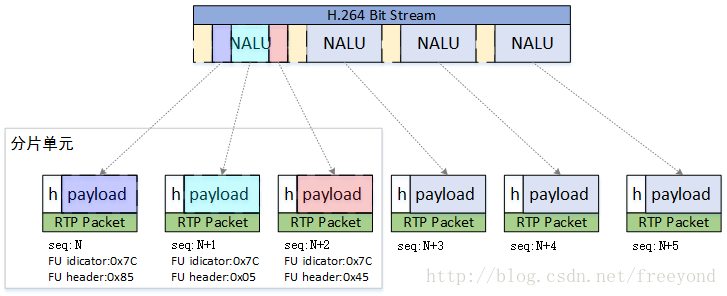 H.264 Bit Stream
NALU NALU NALU NALU
分片单元
h payload h payload h payload h payload h payload h payload
RTP Packet RTP Packet RTP Packet RTP Packet RTP Packet RTP Packet
seq: N seq: N+1 seq: N+2 seq: N+3 seq: N+4 seq: N+5
FU idicator:0x7C FU idicator:0x7C FU idicator:0x7C
FU header:0x85 FU header:0x05 FU header:0x45
http://blog.csdn.net/freeyond